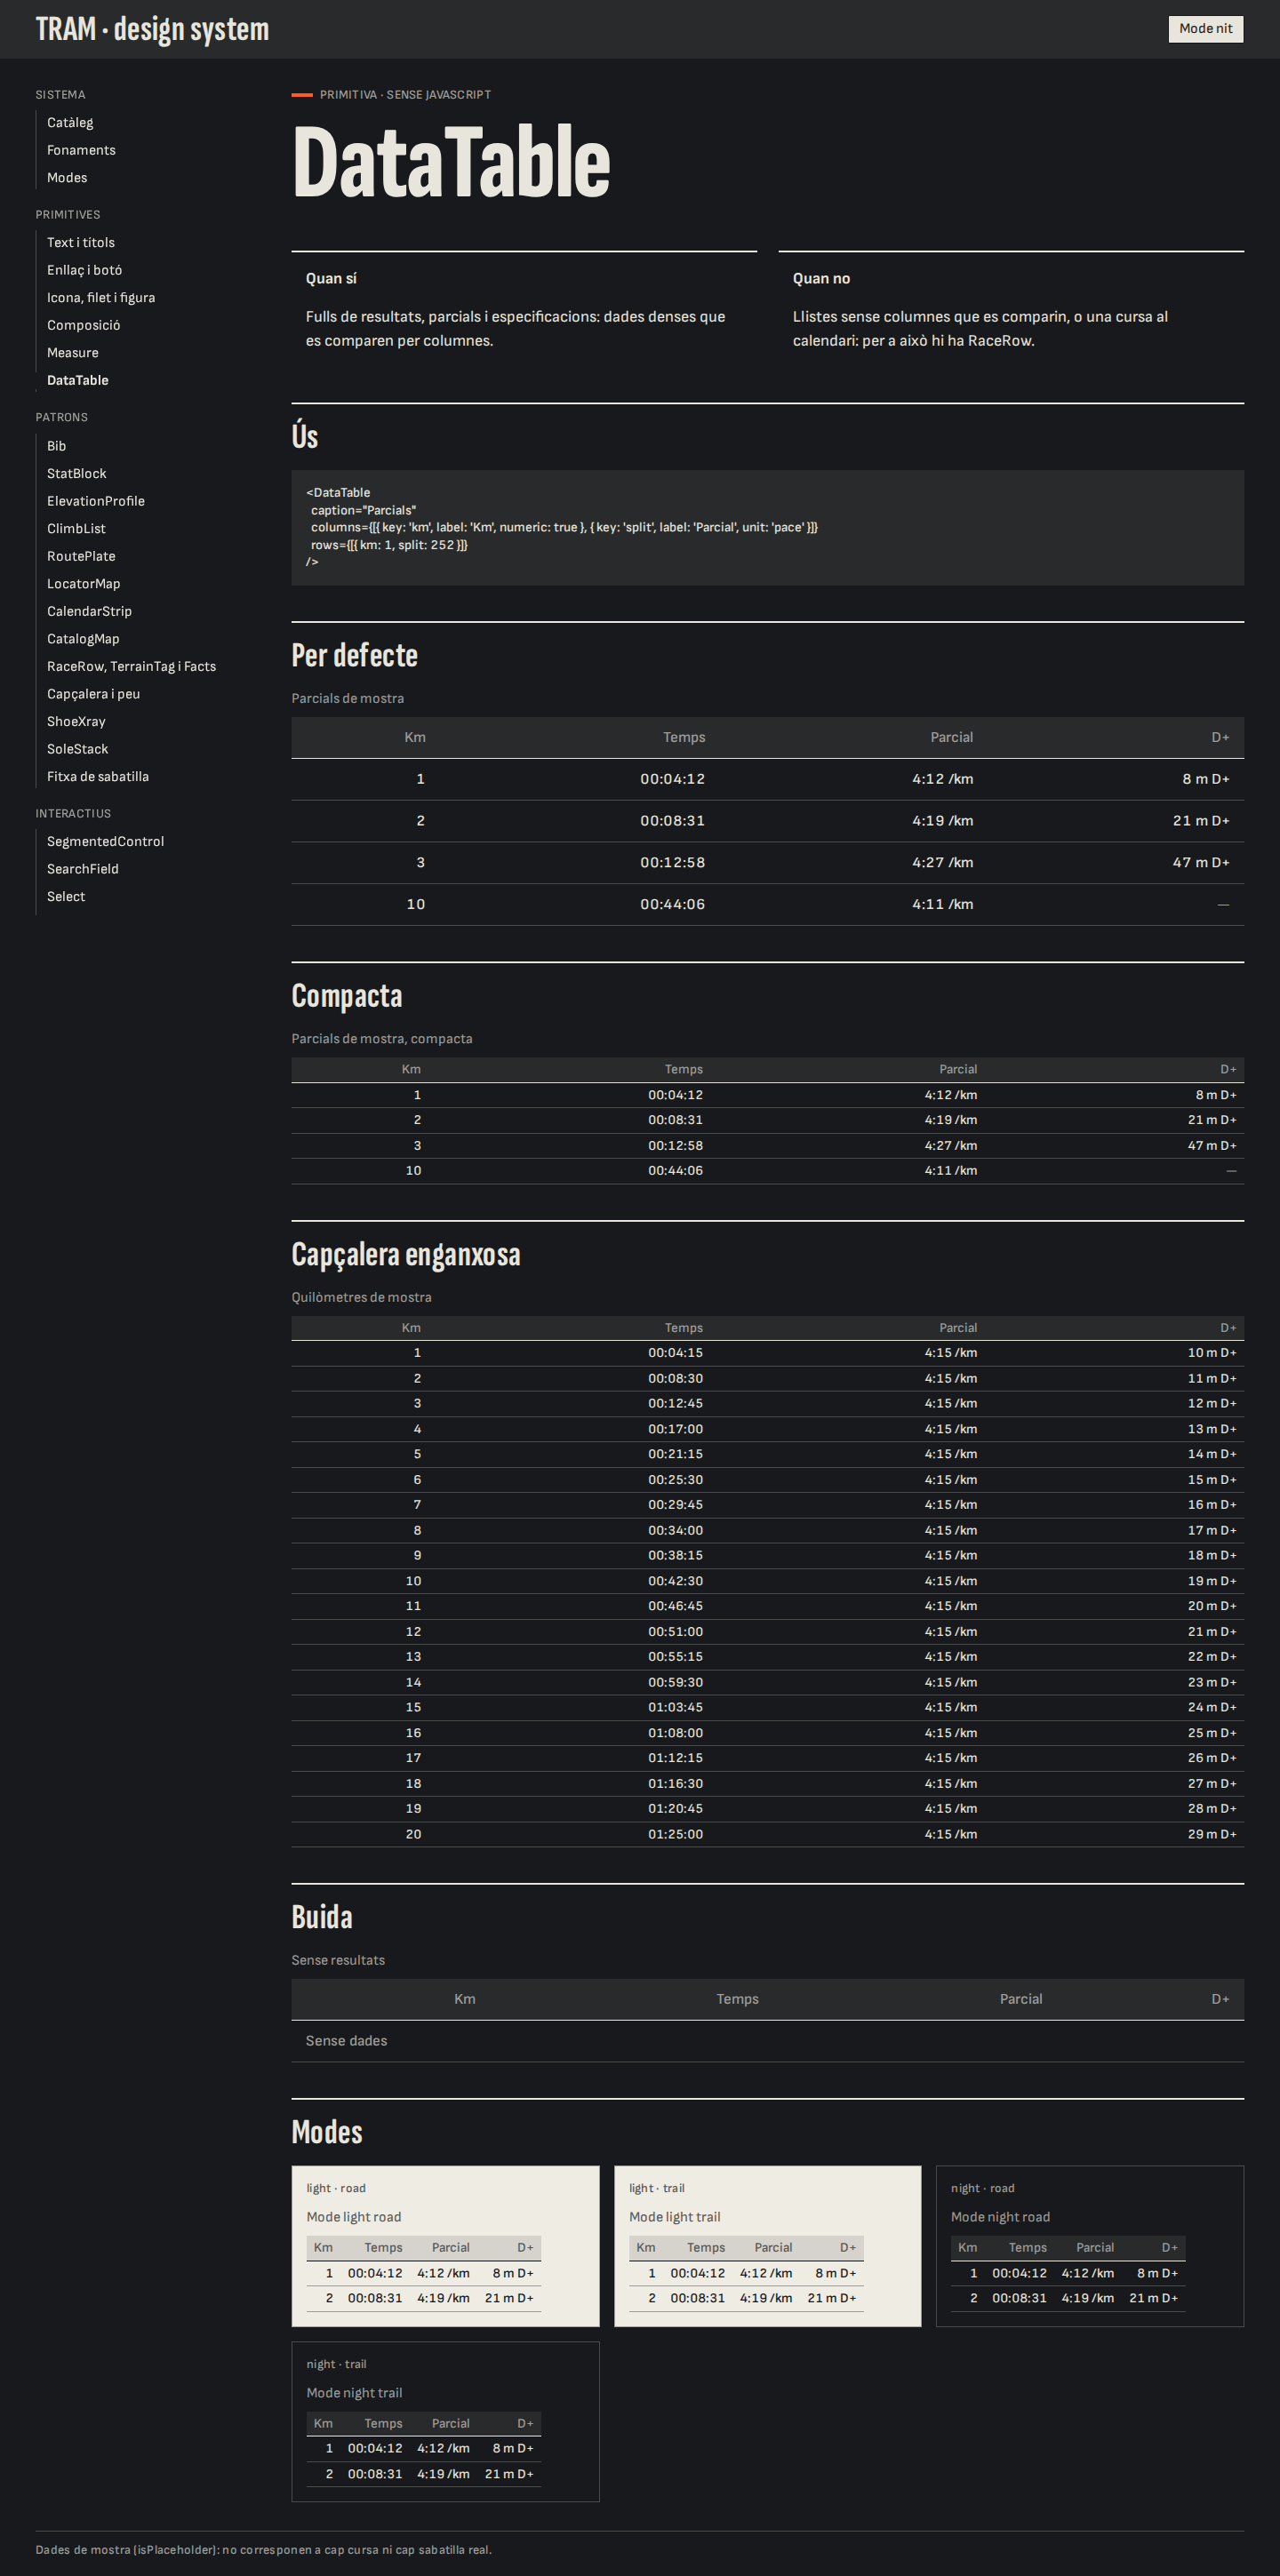 TRAM · design system
Mode nit
SISTEMA
Catàleg
Fonaments
Modes
PRIMITIVES
Text i títols
Enllaç i botó
Icona, filet i figura
Composició
Measure
DataTable
PATRONS
Bib
StatBlock
ElevationProfile
ClimbList
RoutePlate
LocatorMap
CalendarStrip
CatalogMap
RaceRow, TerrainTag i Facts
Capçalera i peu
ShoeXray
SoleStack
Fitxa de sabatilla
INTERACTIUS
SegmentedControl
SearchField
Select
PRIMITIVA · SENSE JAVASCRIPT
DataTable
Quan sí
Fulls de resultats, parcials i especificacions: dades denses que
es comparen per columnes.
Quan no
Llistes sense columnes que es comparin, o una cursa al
calendari: per a això hi ha RaceRow.
Ús
<DataTable
caption="Parcials"
columns={[{ key: 'km', label: 'Km', numeric: true }, { key: 'split', label: 'Parcial', unit: 'pace' }]}
rows={[{ km: 1, split: 252 }]}
/>
Per defecte
Parcials de mostra
Km Temps Parcial D+
1 00:04:12 4:12 /km 8 m D+
2 00:08:31 4:19 /km 21 m D+
3 00:12:58 4:27 /km 47 m D+
10 00:44:06 4:11 /km —
Compacta
Parcials de mostra, compacta
Km Temps Parcial D+
1 00:04:12 4:12 /km 8 m D+
2 00:08:31 4:19 /km 21 m D+
3 00:12:58 4:27 /km 47 m D+
10 00:44:06 4:11 /km —
Capçalera enganxosa
Quilòmetres de mostra
Km Temps Parcial D+
1 00:04:15 4:15 /km 10 m D+
2 00:08:30 4:15 /km 11 m D+
3 00:12:45 4:15 /km 12 m D+
4 00:17:00 4:15 /km 13 m D+
5 00:21:15 4:15 /km 14 m D+
6 00:25:30 4:15 /km 15 m D+
7 00:29:45 4:15 /km 16 m D+
8 00:34:00 4:15 /km 17 m D+
9 00:38:15 4:15 /km 18 m D+
10 00:42:30 4:15 /km 19 m D+
11 00:46:45 4:15 /km 20 m D+
12 00:51:00 4:15 /km 21 m D+
13 00:55:15 4:15 /km 22 m D+
14 00:59:30 4:15 /km 23 m D+
15 01:03:45 4:15 /km 24 m D+
16 01:08:00 4:15 /km 25 m D+
17 01:12:15 4:15 /km 26 m D+
18 01:16:30 4:15 /km 27 m D+
19 01:20:45 4:15 /km 28 m D+
20 01:25:00 4:15 /km 29 m D+
Buida
Sense resultats
Km Temps Parcial D+
Sense dades
Modes
light · road
Mode light road
Km Temps Parcial D+
1 00:04:12 4:12 /km 8 m D+
2 00:08:31 4:19 /km 21 m D+
light · trail
Mode light trail
Km Temps Parcial D+
1 00:04:12 4:12 /km 8 m D+
2 00:08:31 4:19 /km 21 m D+
night · road
Mode night road
Km Temps Parcial D+
1 00:04:12 4:12 /km 8 m D+
2 00:08:31 4:19 /km 21 m D+
night · trail
Mode night trail
Km Temps Parcial D+
1 00:04:12 4:12 /km 8 m D+
2 00:08:31 4:19 /km 21 m D+
Dades de mostra (isPlaceholder): no corresponen a cap cursa ni cap sabatilla real.